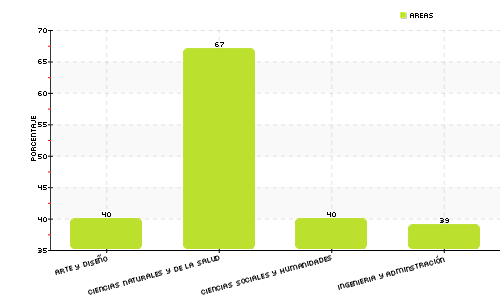 AREAS
70
65
60
55
50
45
40
35
PORCENTAJE
40
67
40
39
ARTE Y DISEÑO
CIENCIAS NATURALES Y DE LA SALUD
CIENCIAS SOCIALES Y HUMANIDADES
INGENIERIA Y ADMINSTRACIÓN